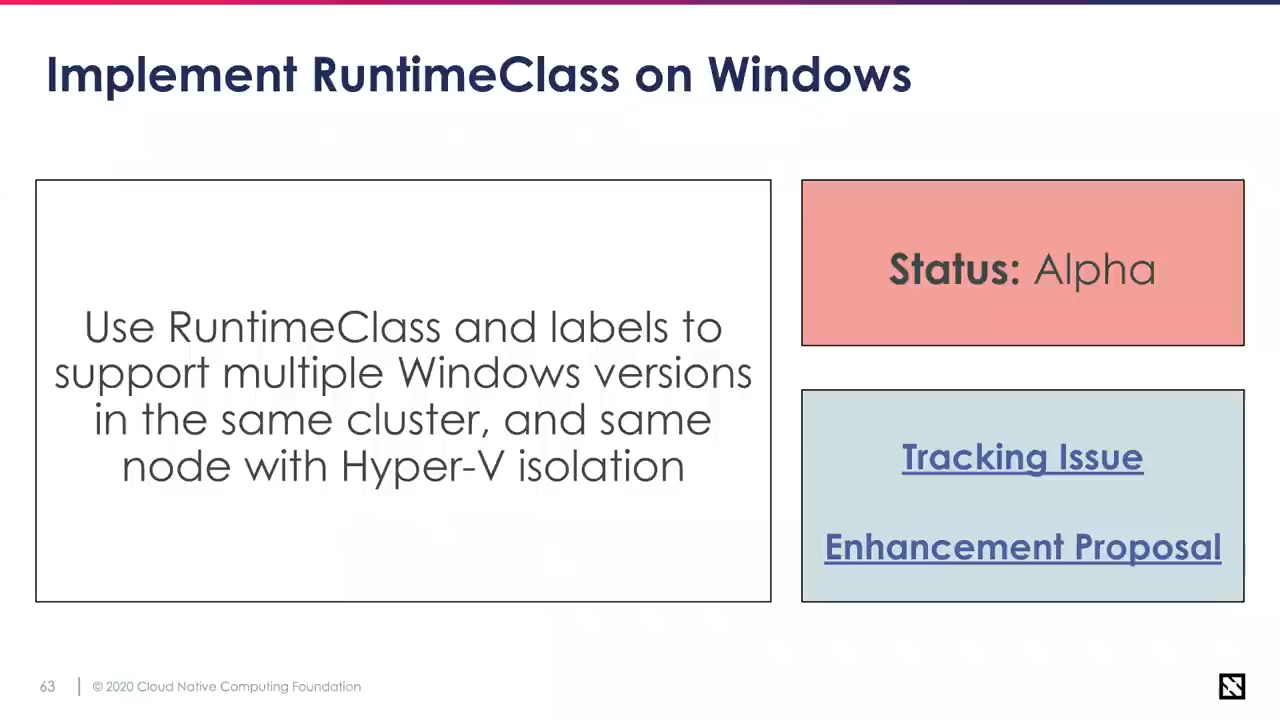 Implement RuntimeClass on Windows
Use RuntimeClass and labels to
support multiple Windows versions
in the same cluster, and same
node with Hyper-V isolation
Status: Alpha
Tracking Issue
Enhancement Proposal
63
© 2020 Cloud Native Computing Foundation